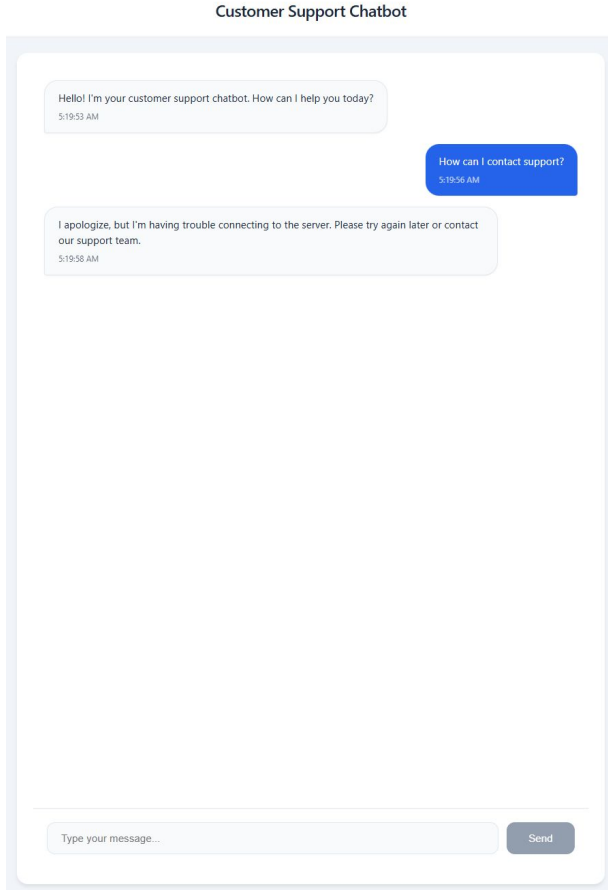 Customer Support Chatbot
Hello! I'm your customer support chatbot. How can I help you today?
5:19:53 AM
How can I contact support?
5:19:56 AM
I apologize, but I'm having trouble connecting to the server. Please try again later or contact
our support team.
5:19:58 AM
Type your message...
Send